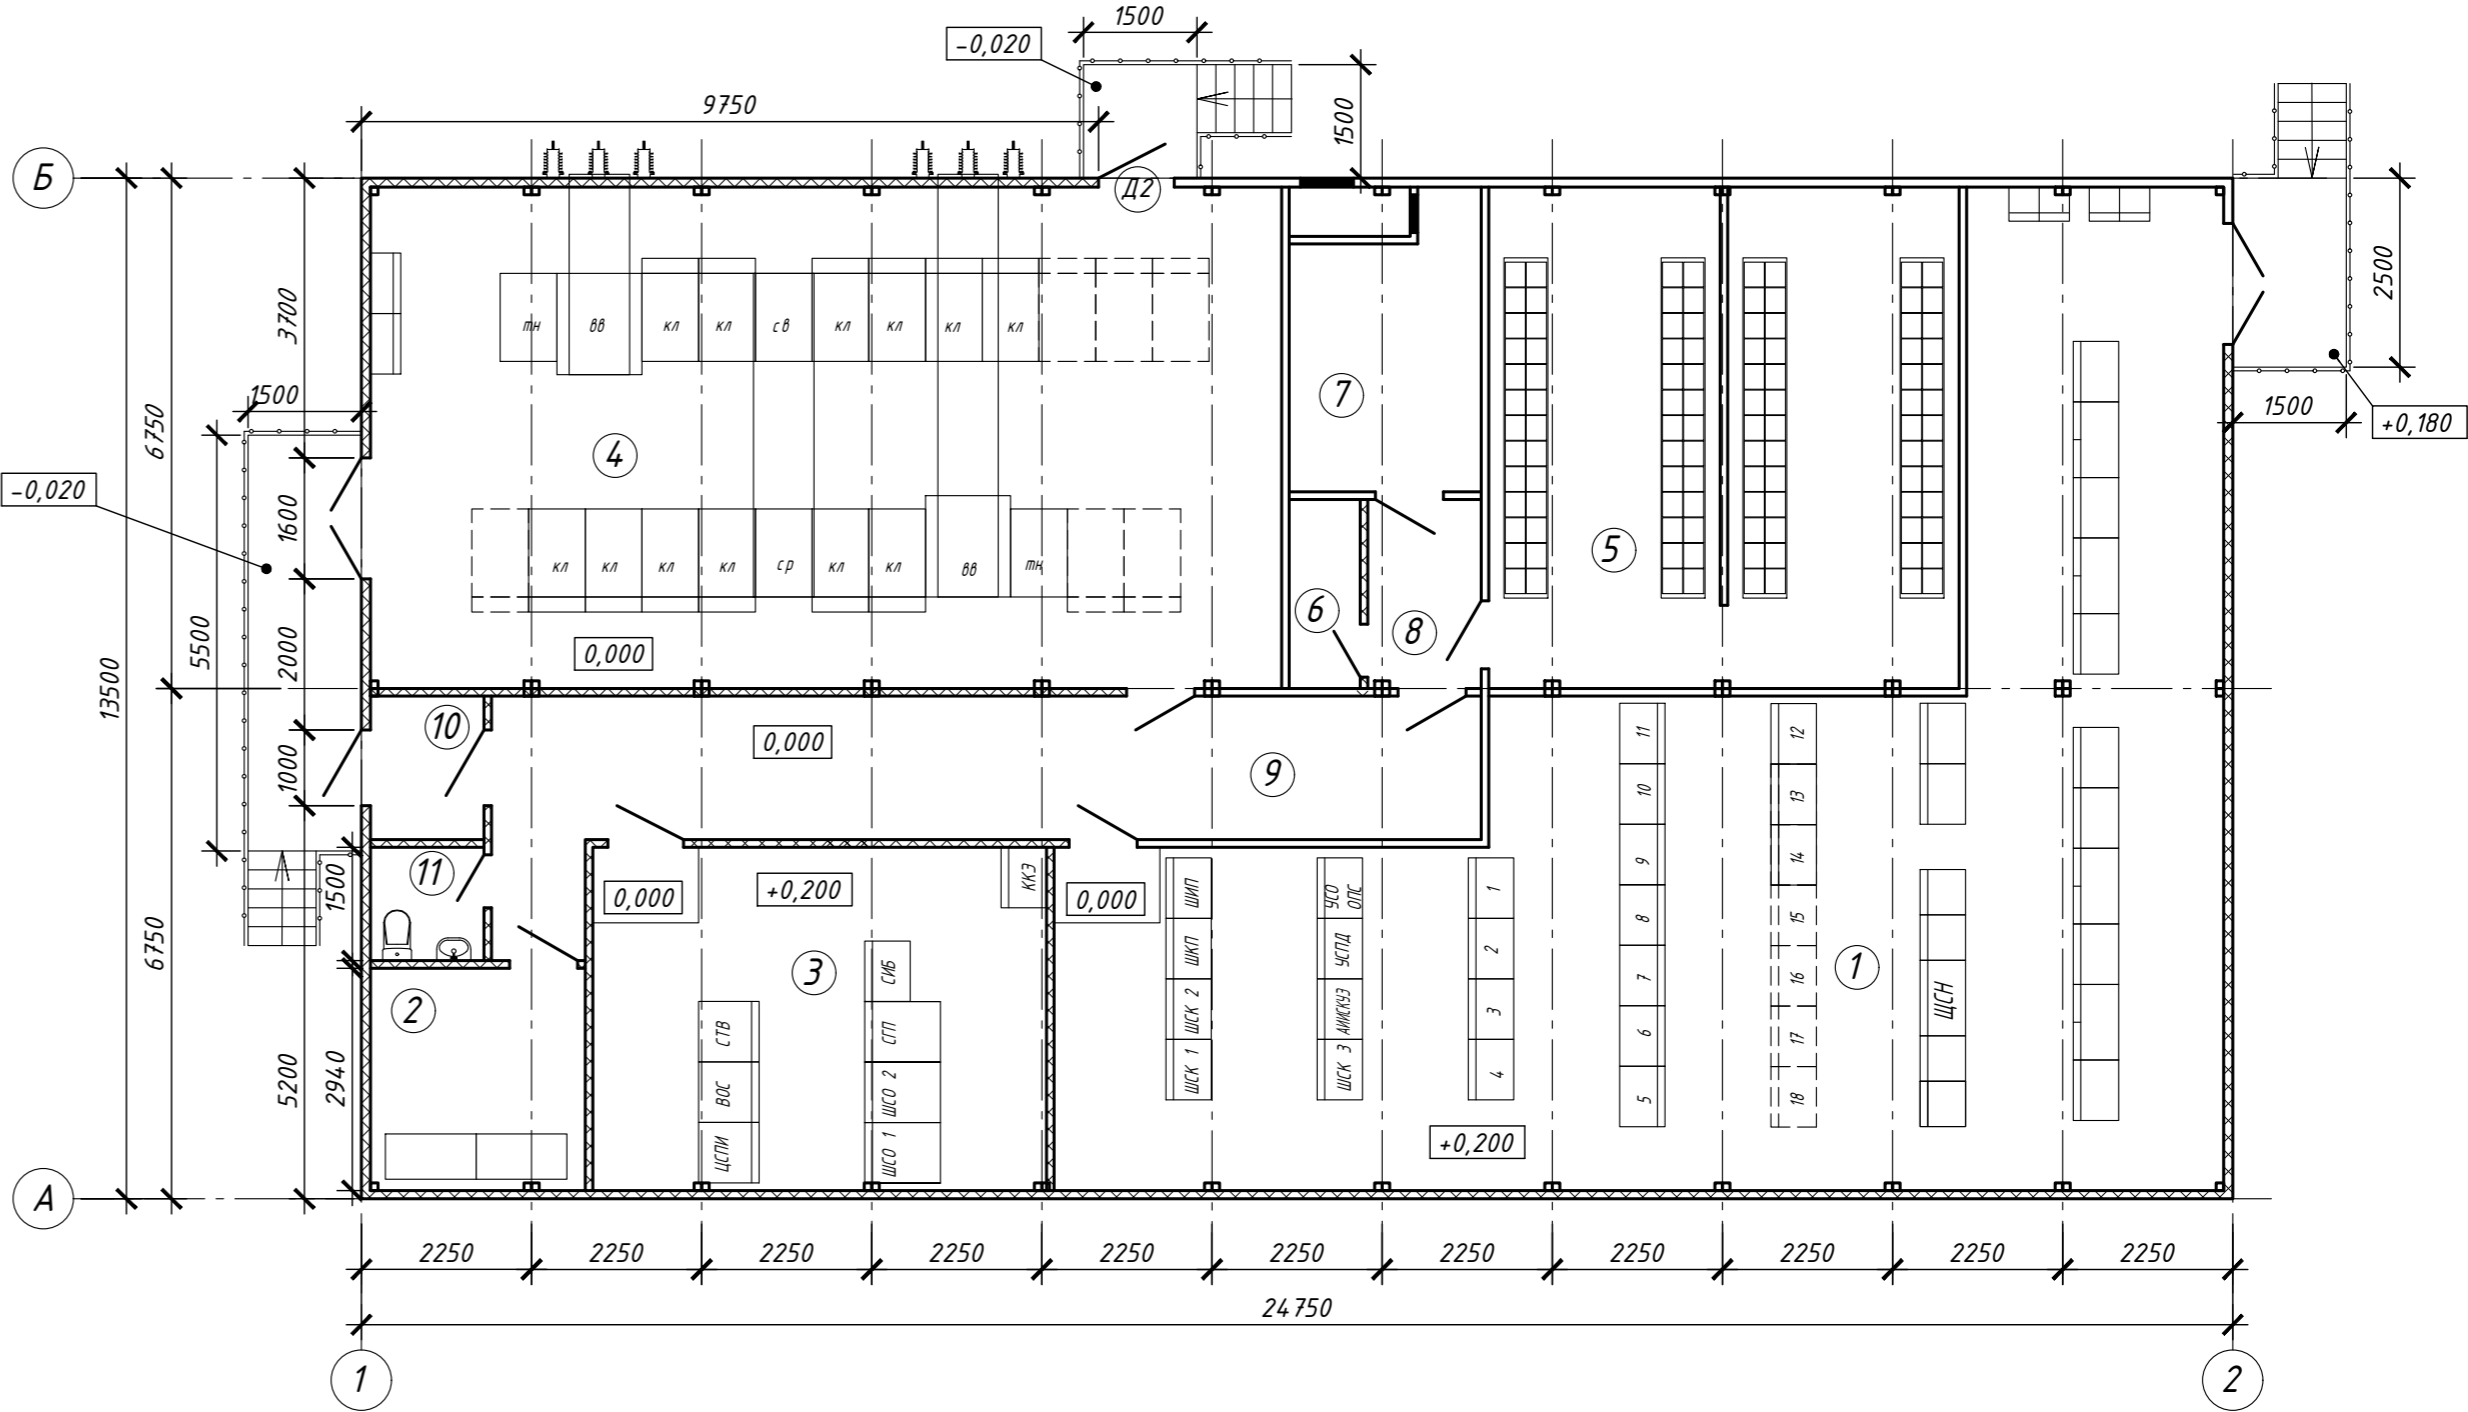 1500
-0,020
9750
1500
Б
Д2
2500
3700
тн
вв
кл
кл
св
кл
кл
кл
кл
7
1500
1500
+0,180
6750
4
-0,020
1600
5
кл
кл
кл
кл
ср
кл
кл
вв
тн
6
8
5500
2000
0,000
13500
10
0,000
9
1000
11
12
10
13
9
14
8
15
7
16
6
17
5
18
11
1500
0,000
+0,200
ККЭ
0,000
ШИП
ШКП
ШСК 2
ШСК 1
УСО
ОПС
УСПД
АИИСКУЭ
ШСК 3
1
2
3
4
1
ЩСН
6750
2
3
СИБ
СТВ
СГП
ВОС
ШСО 2
ЦСПИ
ШСО 1
5200
2940
+0,200
А
2250
2250
2250
2250
2250
2250
2250
2250
2250
2250
2250
24750
1
2